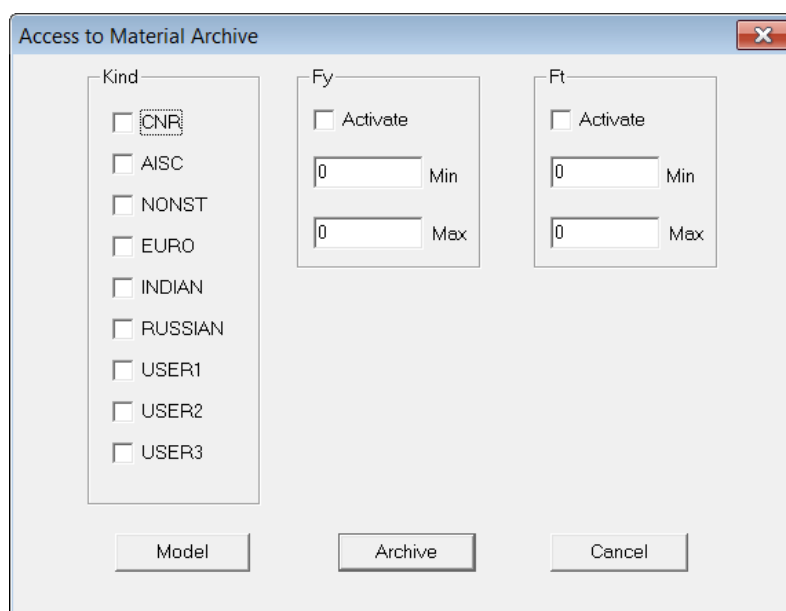 Access to Material Archive
Kind
CNR
AISC
NONST
EURO
INDIAN
RUSSIAN
USER1
USER2
USER3
Fy
Activate
0 Min
0 Max
Ft
Activate
0 Min
0 Max
Model Archive Cancel